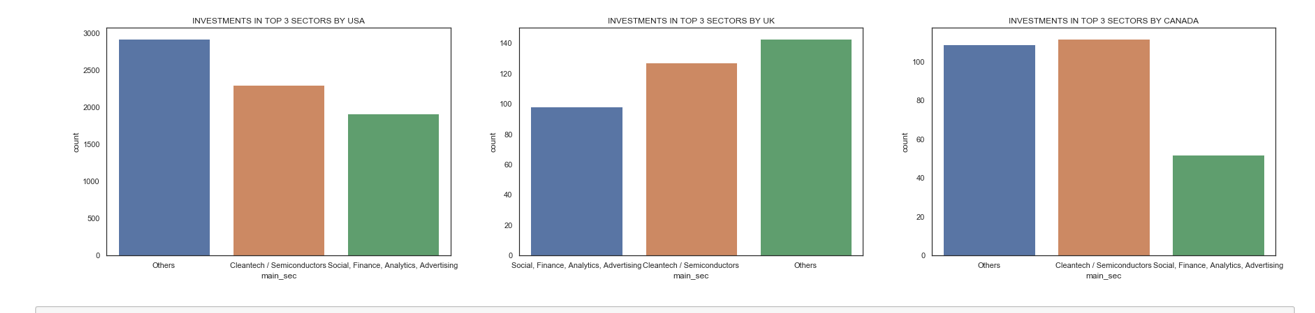 INVESTMENTS IN TOP 3 SECTORS BY USA
3000
2500
2000
1500
1000
500
0
count
Others
Cleantech / Semiconductors
Social, Finance, Analytics, Advertising
main_sec
INVESTMENTS IN TOP 3 SECTORS BY UK
140
120
100
80
60
40
20
0
count
Social, Finance, Analytics, Advertising
Cleantech / Semiconductors
Others
main_sec
INVESTMENTS IN TOP 3 SECTORS BY CANADA
100
80
60
40
20
0
count
Others
Cleantech / Semiconductors
Social, Finance, Analytics, Advertising
main_sec